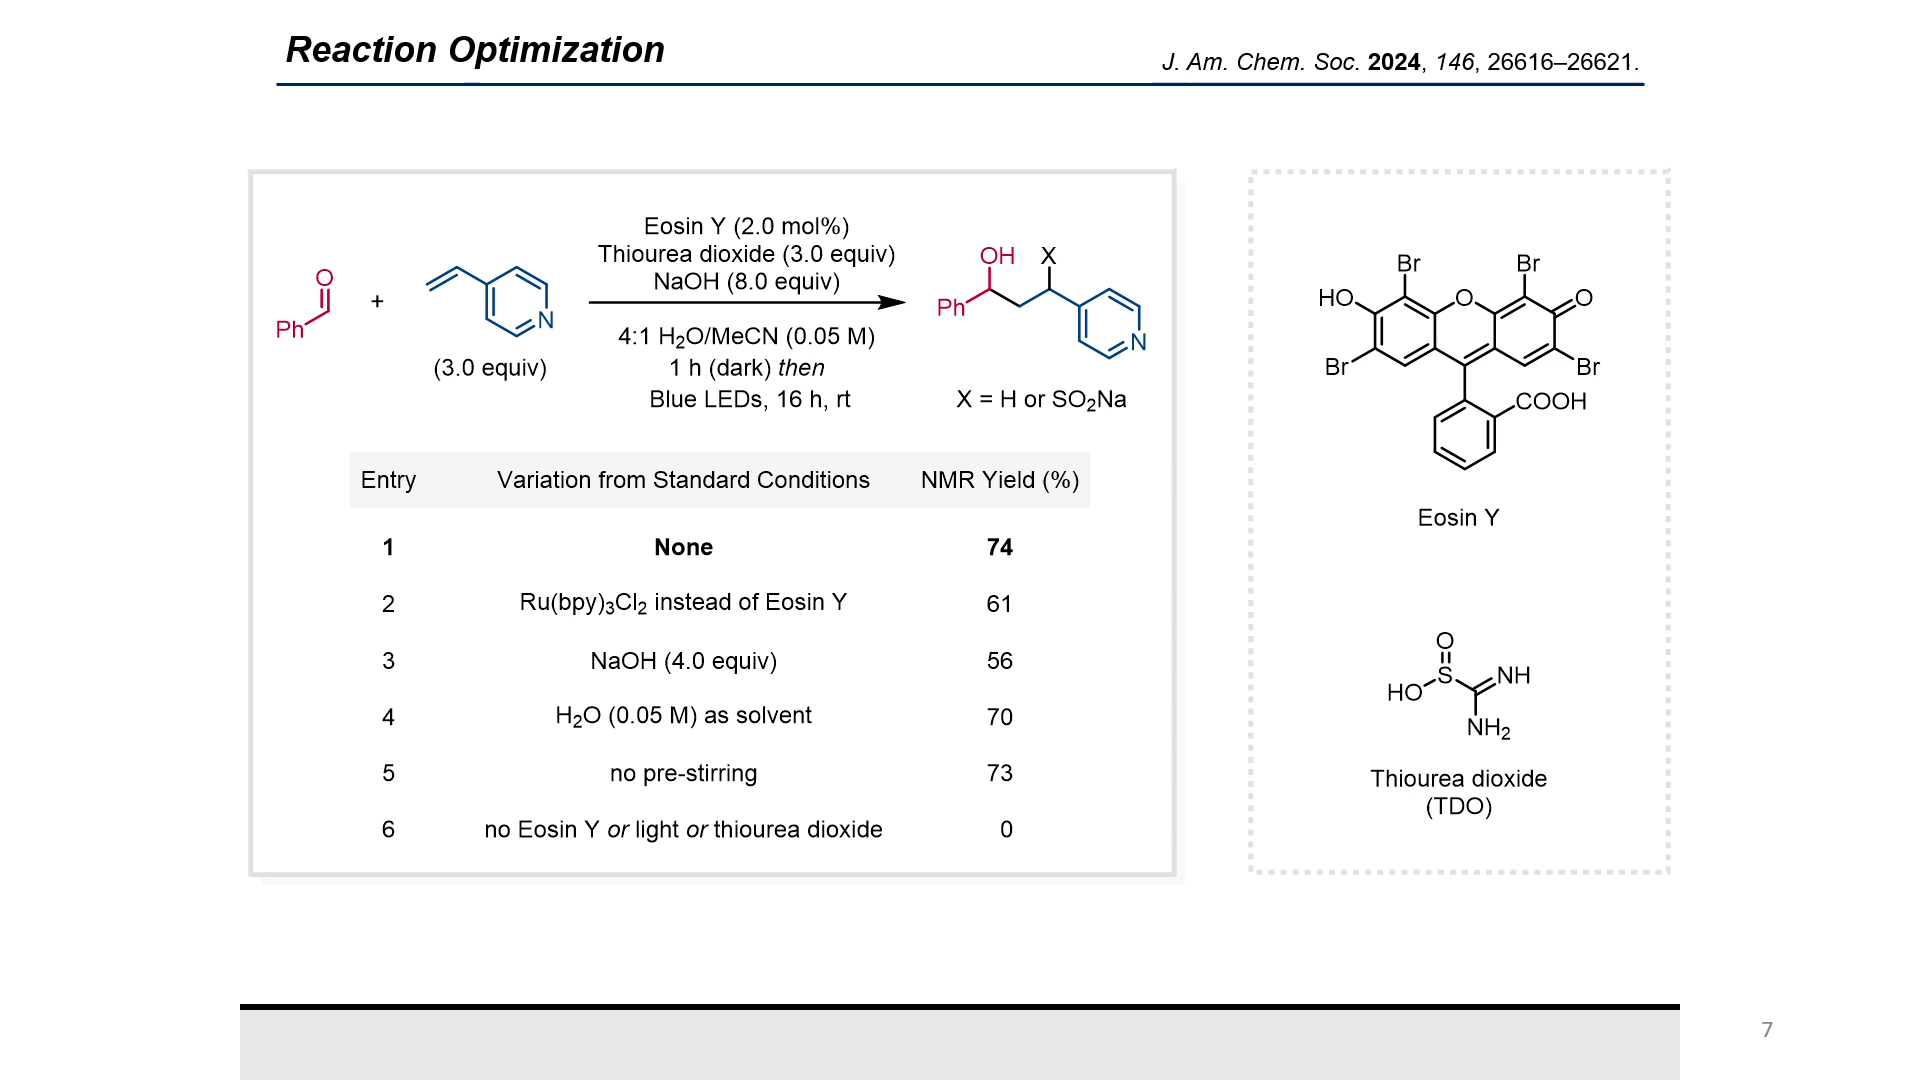 Reaction Optimization
J. Am. Chem. Soc. 2024, 146, 26616–26621.
Eosin Y (2.0 mol%)
Thiourea dioxide (3.0 equiv)
NaOH (8.0 equiv)
O
Ph
+
N
(3.0 equiv)
4:1 H₂O/MeCN (0.05 M)
1 h (dark) then
Blue LEDs, 16 h, rt
OH X
Ph
N
X = H or SO₂Na
Entry Variation from Standard Conditions NMR Yield (%)
1 None 74
2 Ru(bpy)₃Cl₂ instead of Eosin Y 61
3 NaOH (4.0 equiv) 56
4 H₂O (0.05 M) as solvent 70
5 no pre-stirring 73
6 no Eosin Y or light or thiourea dioxide 0
Br Br
HO O O
Br Br
COOH
Eosin Y
O
S NH
HO
NH₂
Thiourea dioxide
(TDO)
7